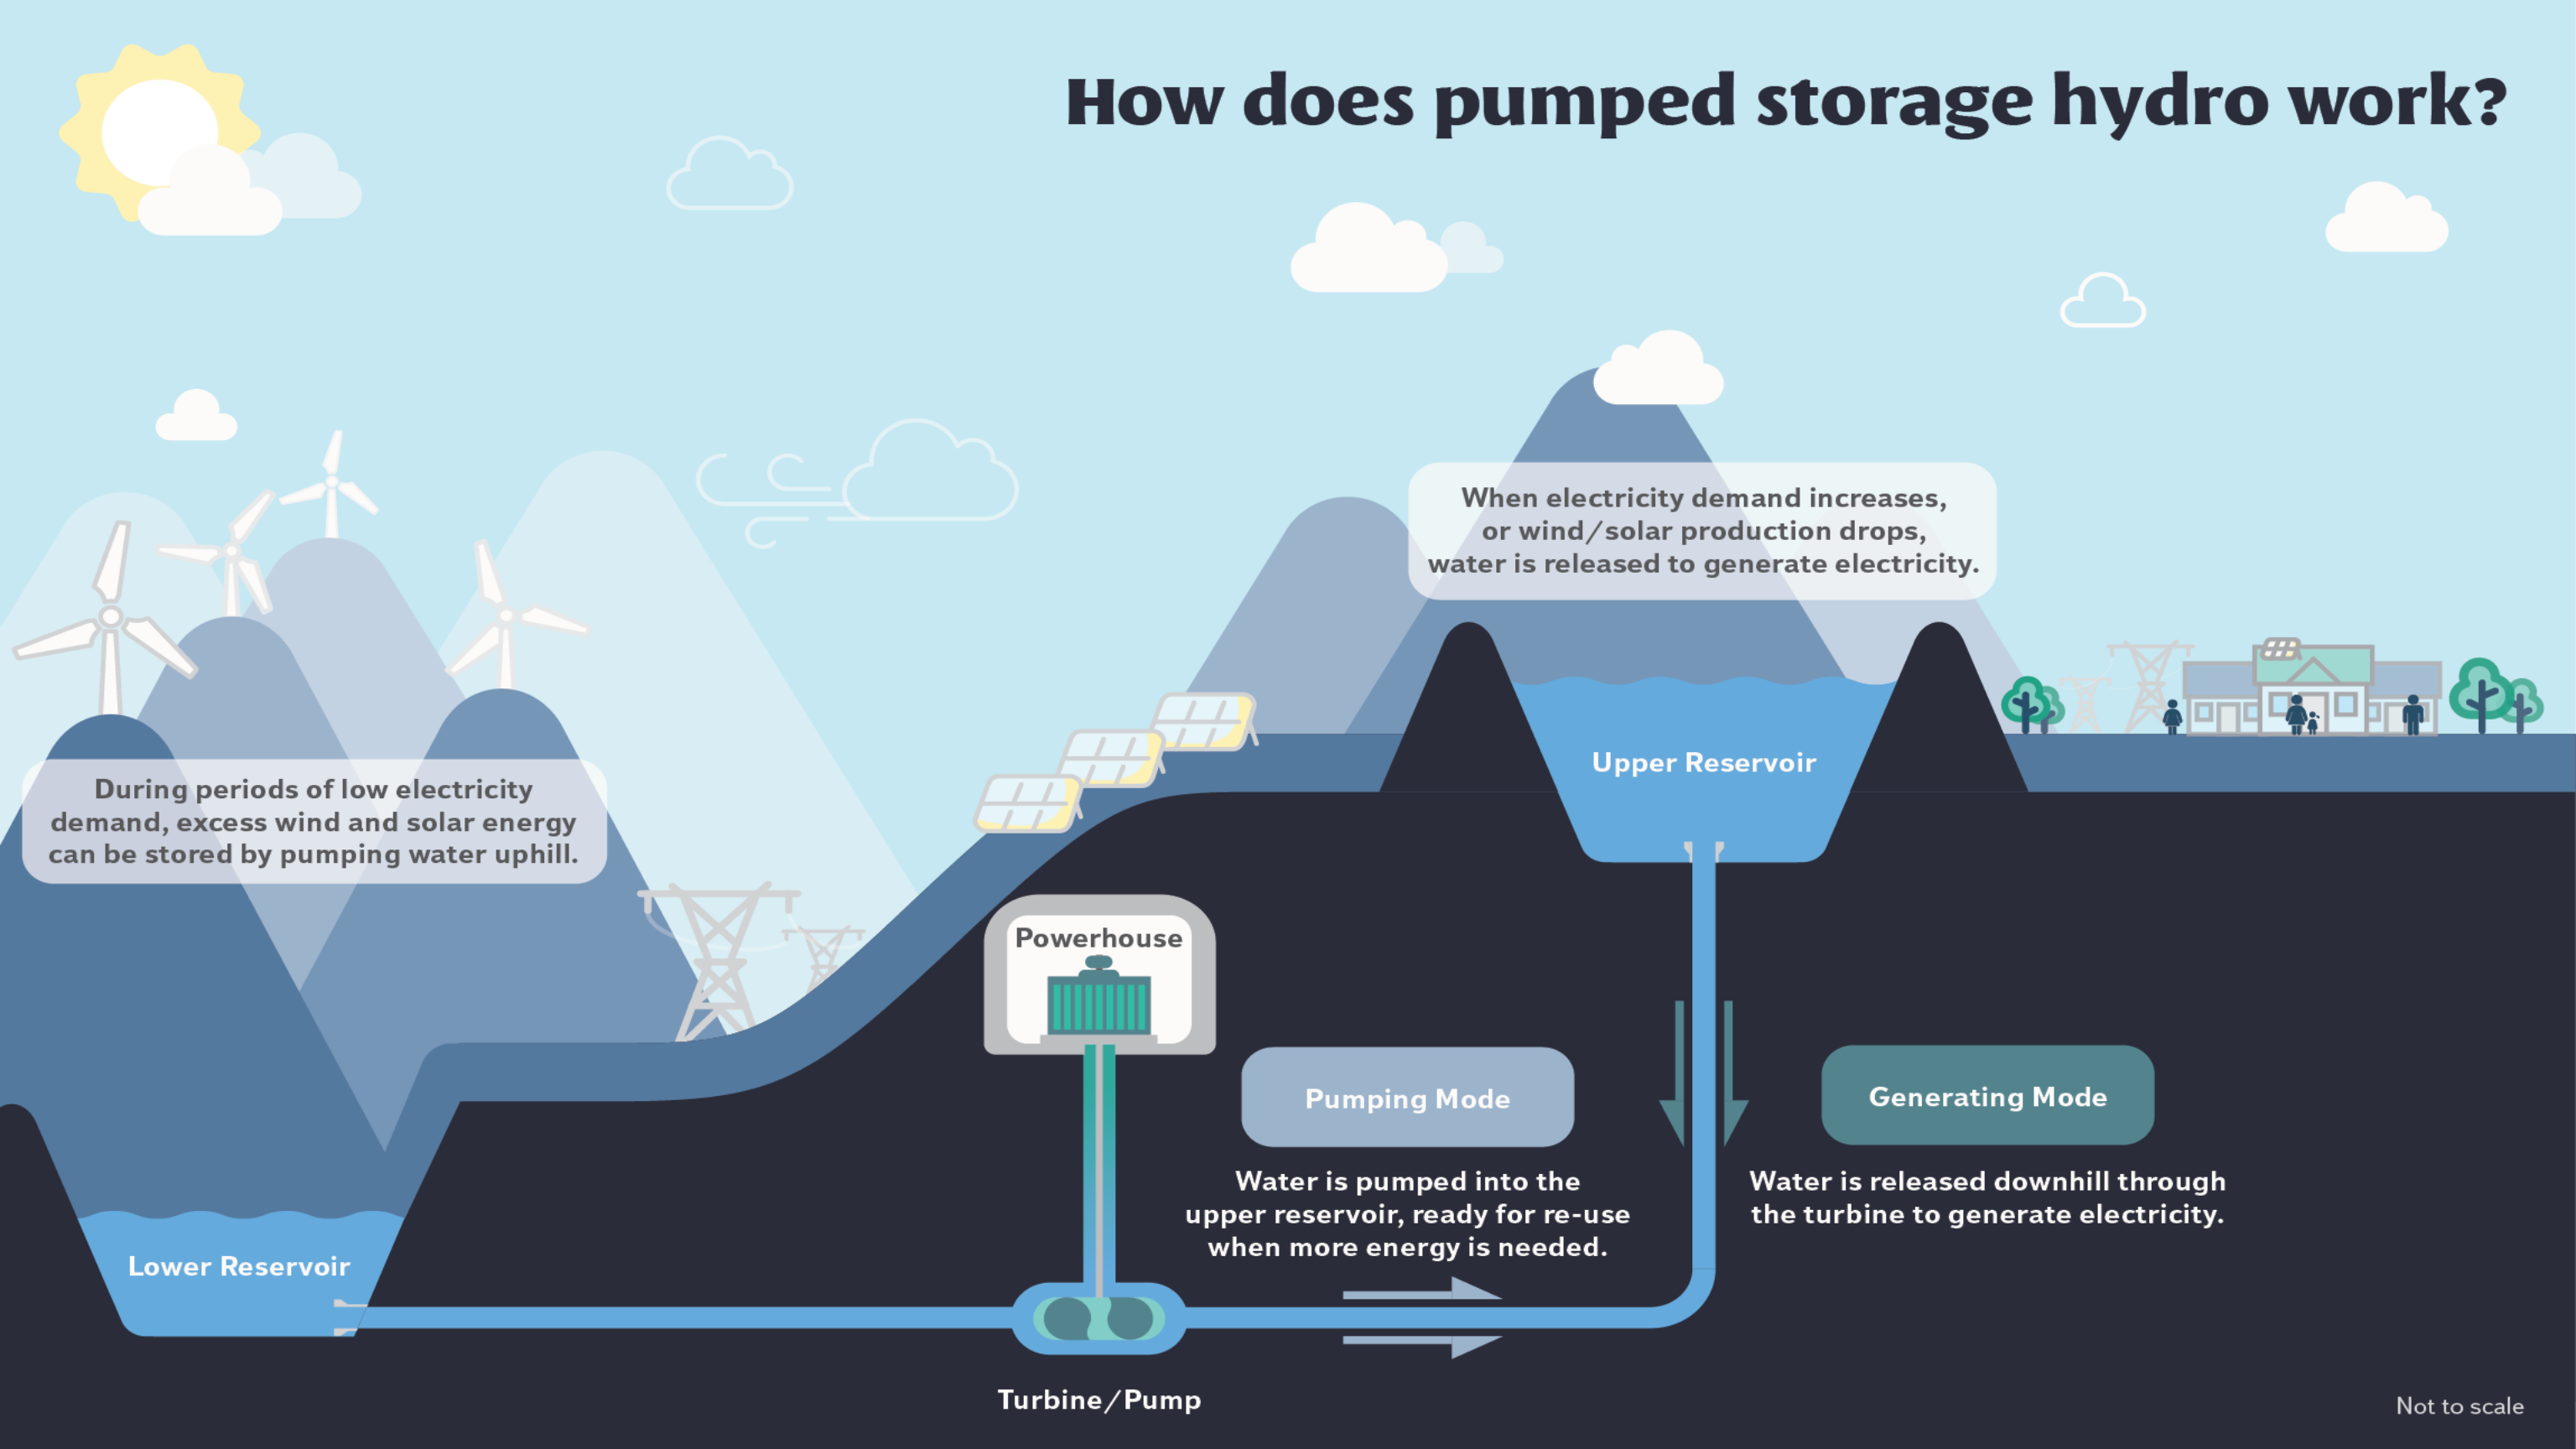 How does pumped storage hydro work?
When electricity demand increases,
or wind/solar production drops,
water is released to generate electricity.
During periods of low electricity
demand, excess wind and solar energy
can be stored by pumping water uphill.
Upper Reservoir
Powerhouse
Pumping Mode
Water is pumped into the
upper reservoir, ready for re-use
when more energy is needed.
Generating Mode
Water is released downhill through
the turbine to generate electricity.
Lower Reservoir
Turbine/Pump
Not to scale